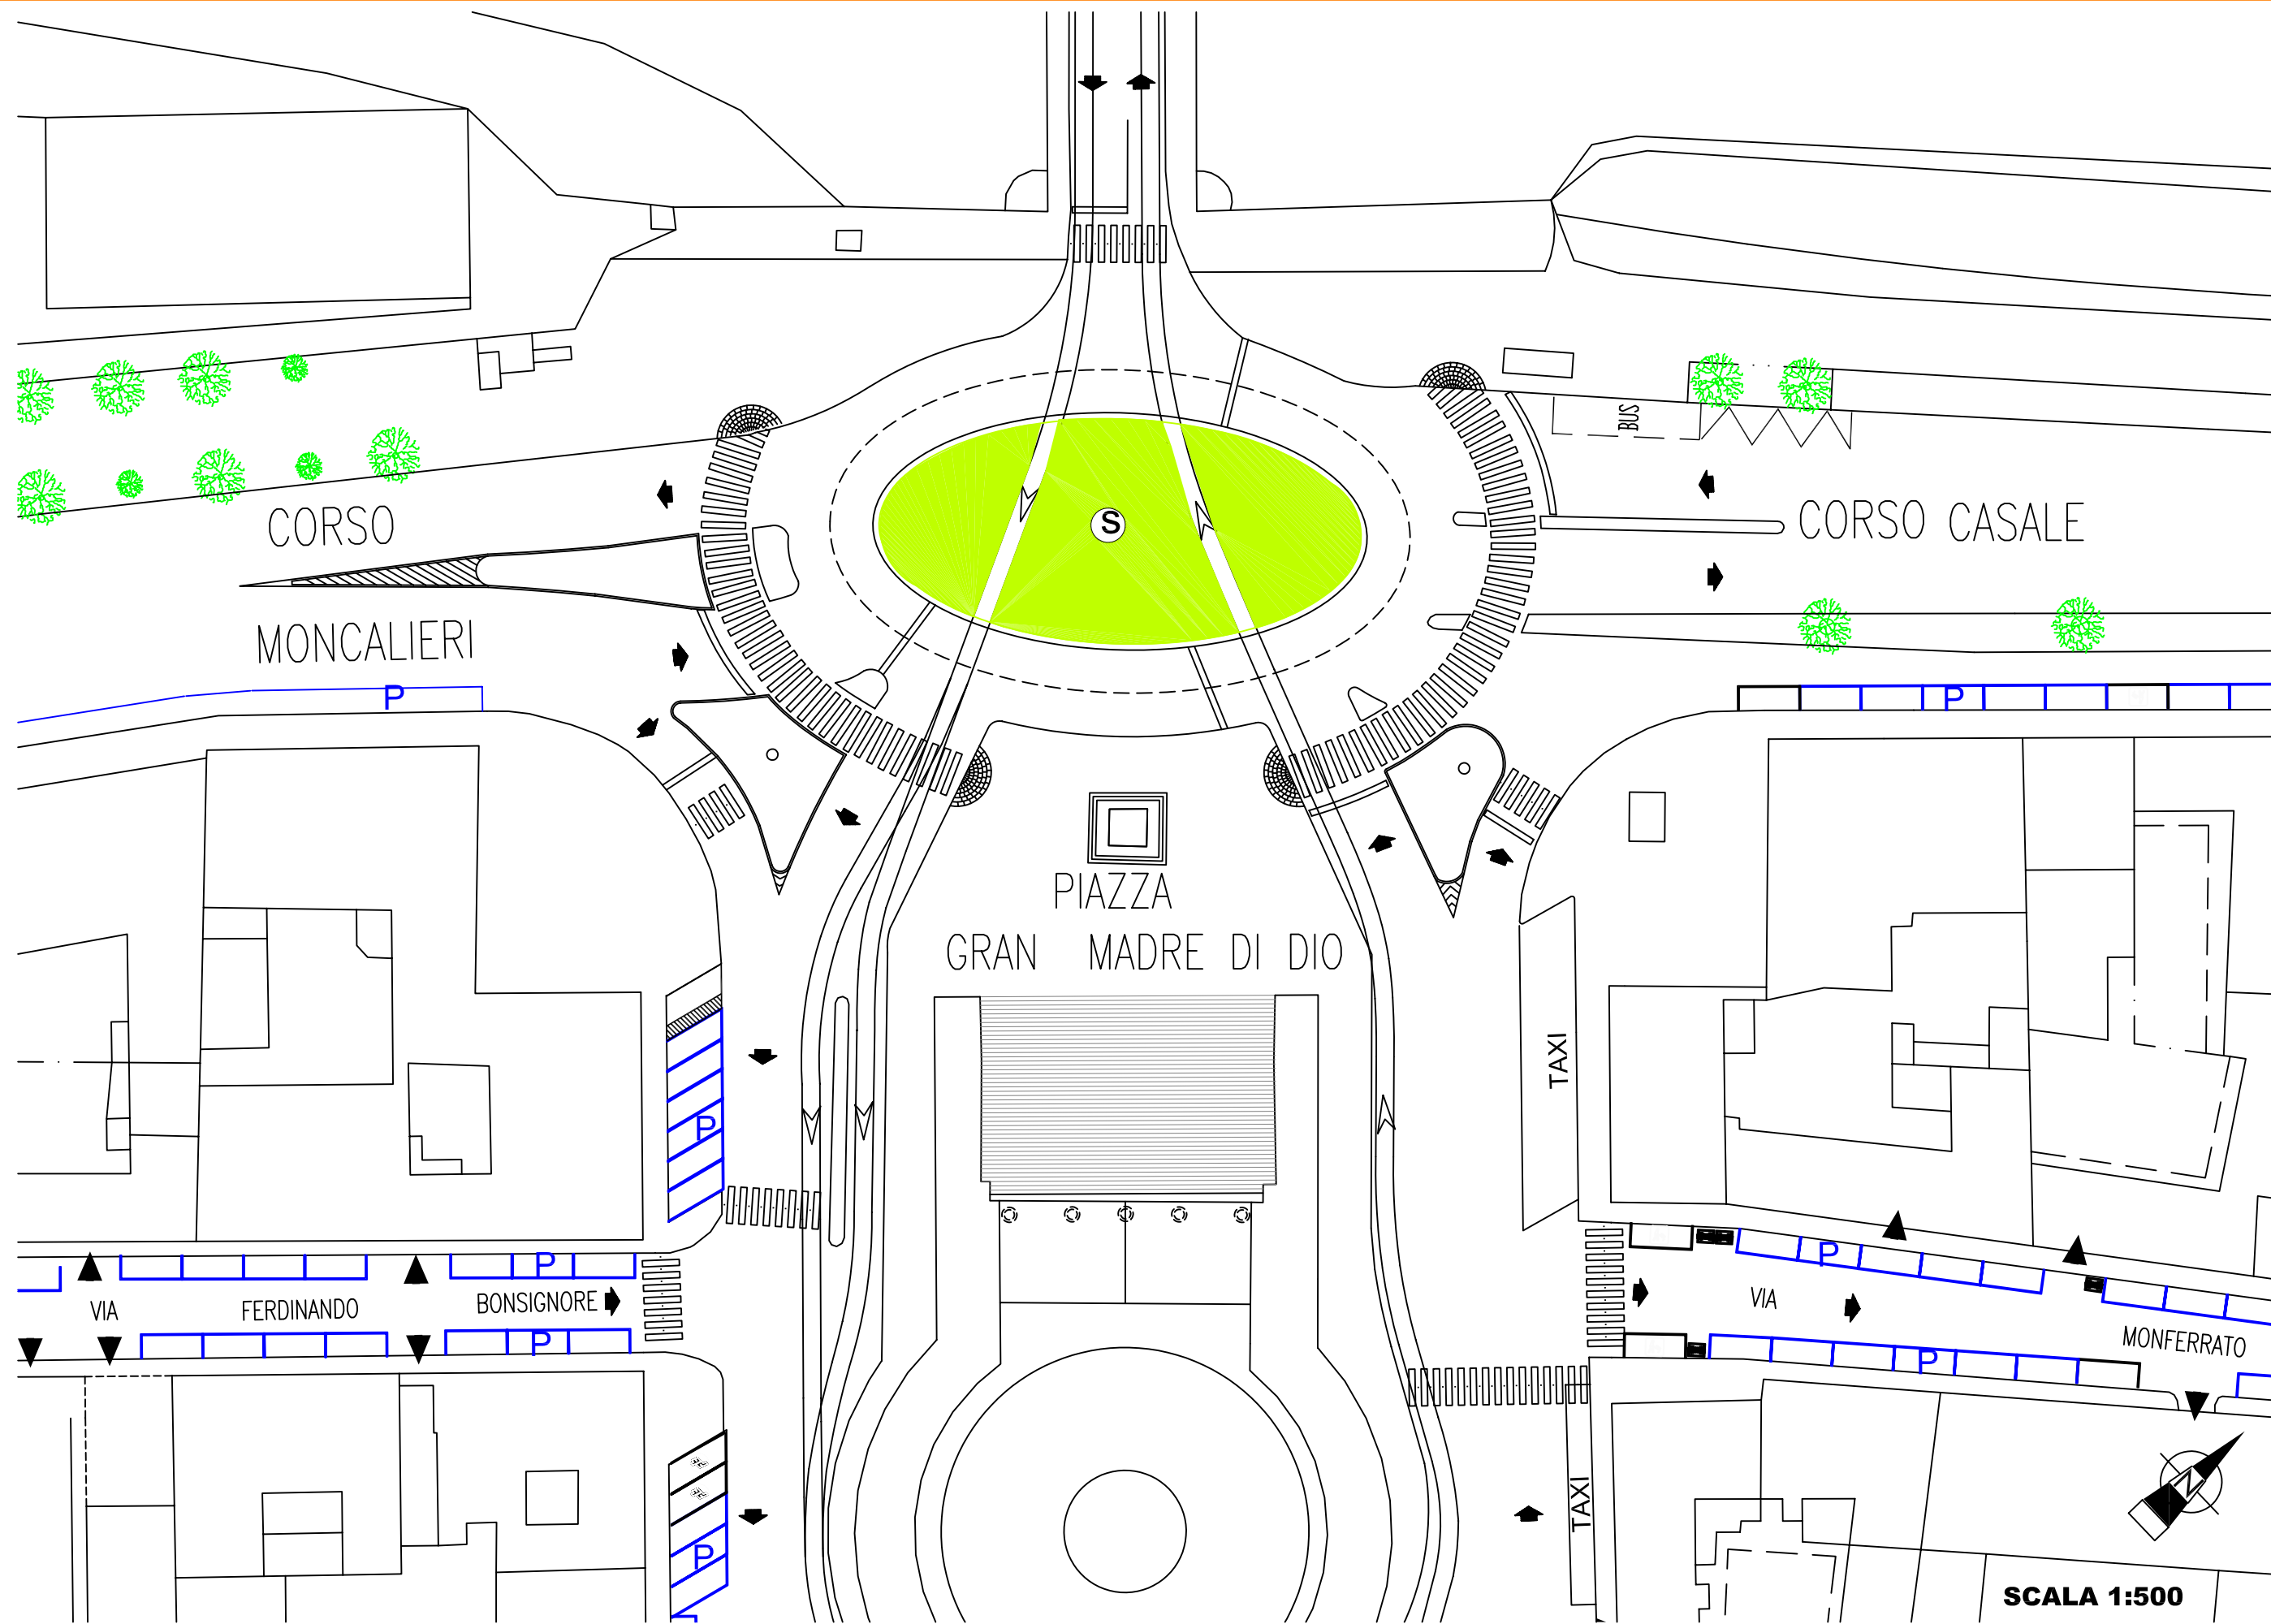 S
BUS
CORSO
CORSO CASALE
MONCALIERI
P
P
PIAZZA
GRAN MADRE DI DIO
TAXI
P
P
P
VIA
FERDINANDO
BONSIGNORE
VIA
P
P
MONFERRATO
N
TAXI
P
SCALA 1:500